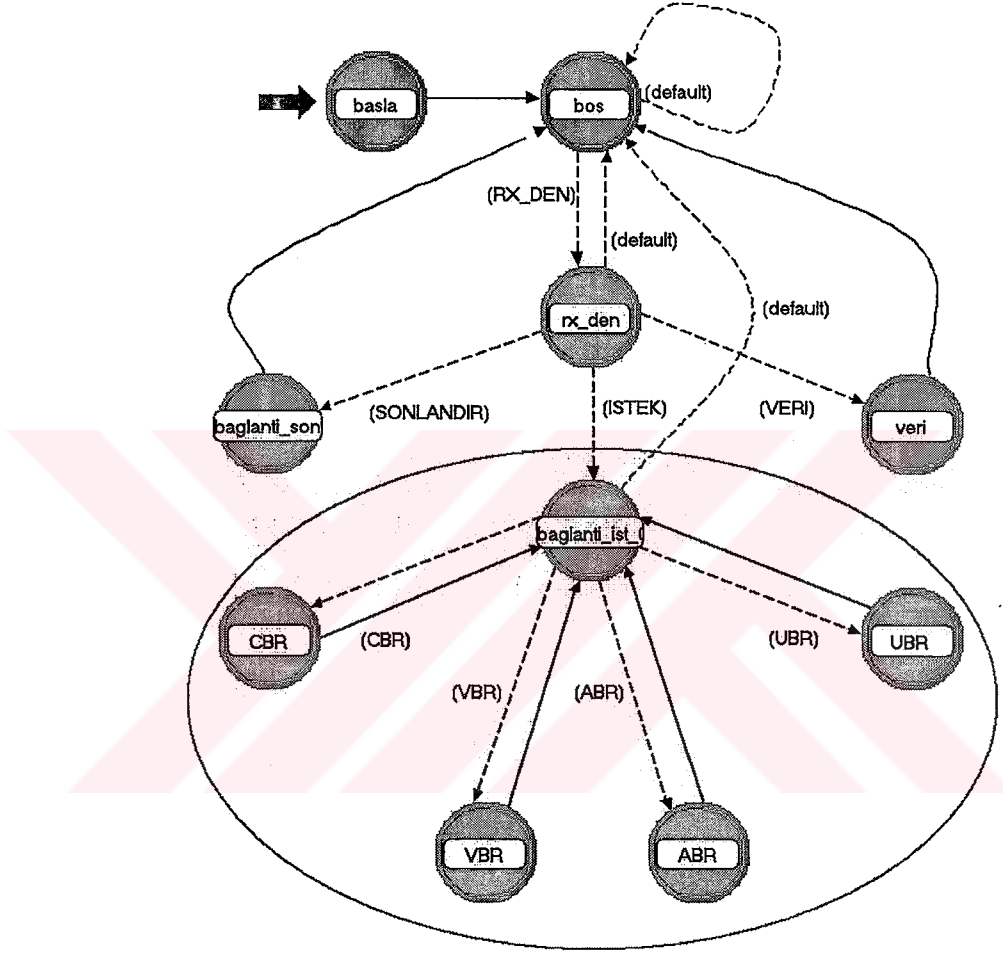 basla
bos
(default)
(RX_DEN)
(default)
rx_den
(default)
baglanti_son
(SONLANDIR)
(ISTEK)
(VERI)
veri
baglanti_ist_
CBR
(CBR)
(UBR)
UBR
(VBR)
(ABR)
VBR
ABR